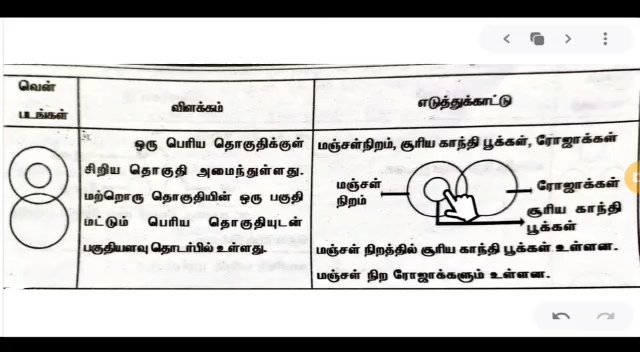 வென்
படங்கள்
விளக்கம்
எடுத்துக்காட்டு
ஒரு பெரிய தொகுதிக்குள்
சிறிய தொகுதி அமைந்துள்ளது.
மற்றொரு தொகுதியின் ஒரு பகுதி
மட்டும் பெரிய தொகுதியுடன்
பகுதியளவு தொடர்பில் உள்ளது.
மஞ்சள்நிறம், சூரிய காந்தி பூக்கள், ரோஜாக்கள்
மஞ்சள்
நிறம்
ரோஜாக்கள்
சூரிய காந்தி
பூக்கள்
மஞ்சள் நிறத்தில் சூரிய காந்தி பூக்கள் உள்ளன.
மஞ்சள் நிற ரோஜாக்களும் உள்ளன.